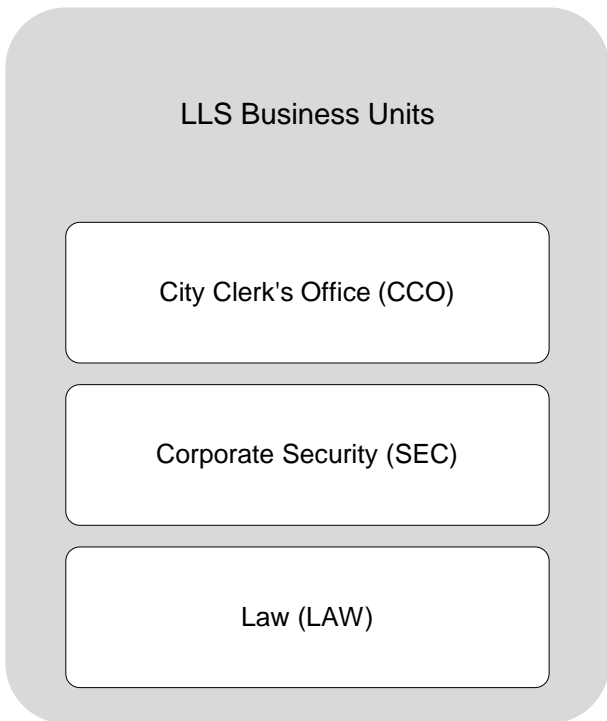 LLS Business Units
City Clerk's Office (CCO)
Corporate Security (SEC)
Law (LAW)